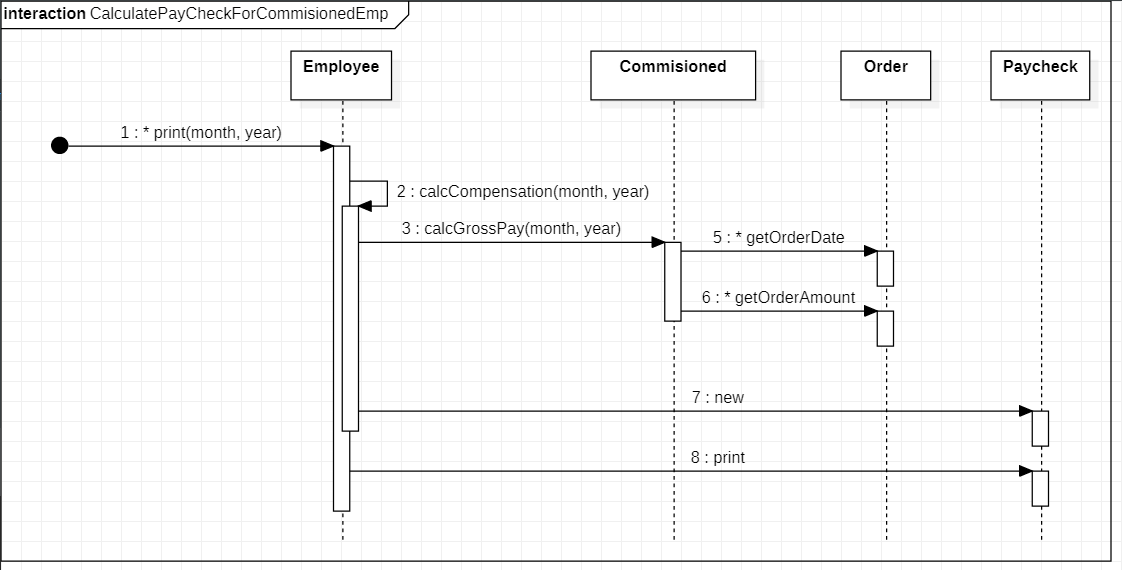 interaction CalculatePayCheckForCommisionedEmp
Employee
Commisioned
Order
Paycheck
1 : * print(month, year)
2 : calcCompensation(month, year)
3 : calcGrossPay(month, year)
5 : * getOrderDate
6 : * getOrderAmount
7 : new
8 : print